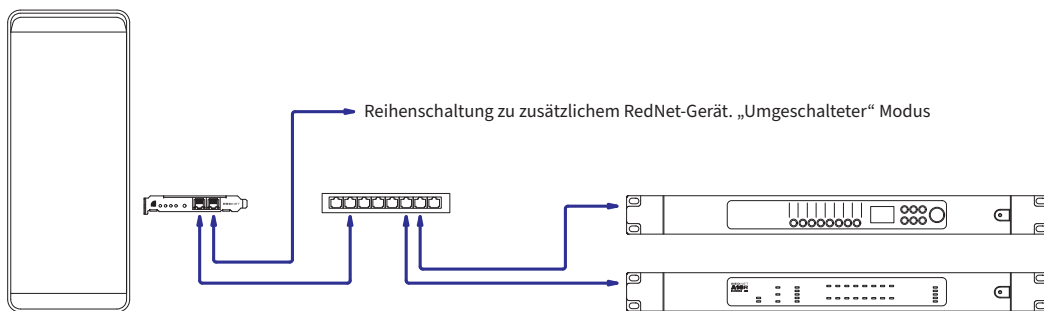 Reihenschaltung zu zusätzlichem RedNet-Gerät. „Umgeschalteter“ Modus